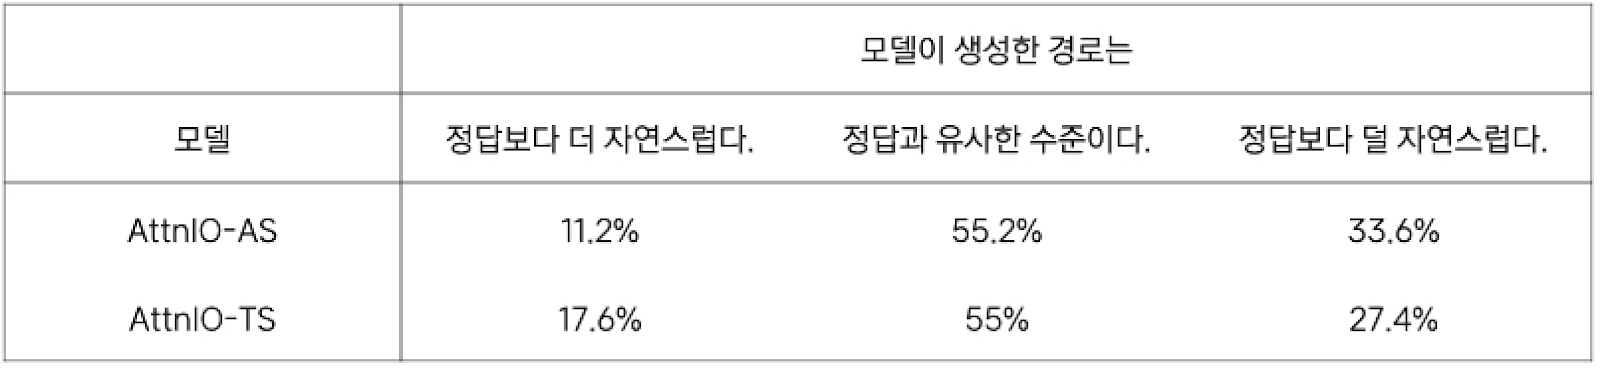 모델이 생성한 경로는
모델 정답보다 더 자연스럽다. 정답과 유사한 수준이다. 정답보다 덜 자연스럽다.
AttnIO-AS 11.2% 55.2% 33.6%
AttnIO-TS 17.6% 55% 27.4%